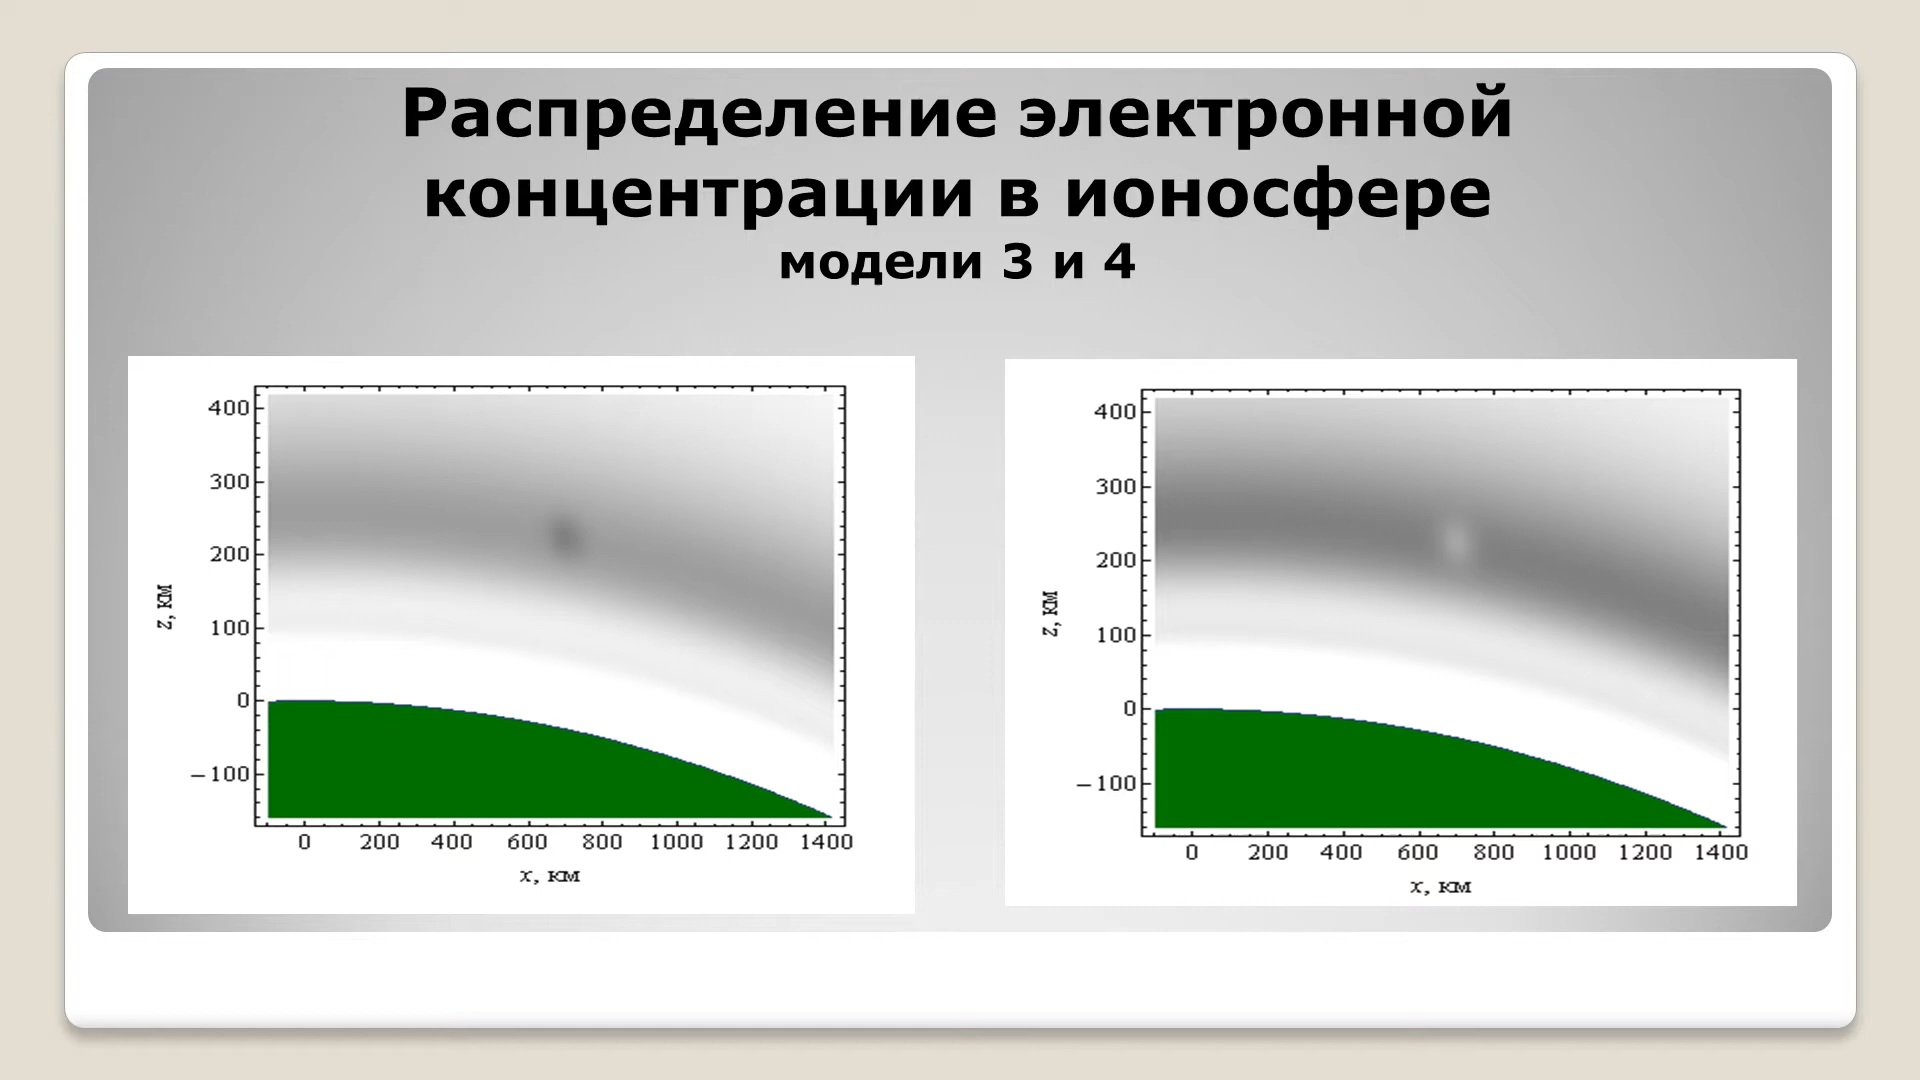 Распределение электронной
концентрации в ионосфере
модели 3 и 4
400
300
200
100
0
−100
z, км
0 200 400 600 800 1000 1200 1400
x, км
400
300
200
100
0
−100
z, км
0 200 400 600 800 1000 1200 1400
x, км